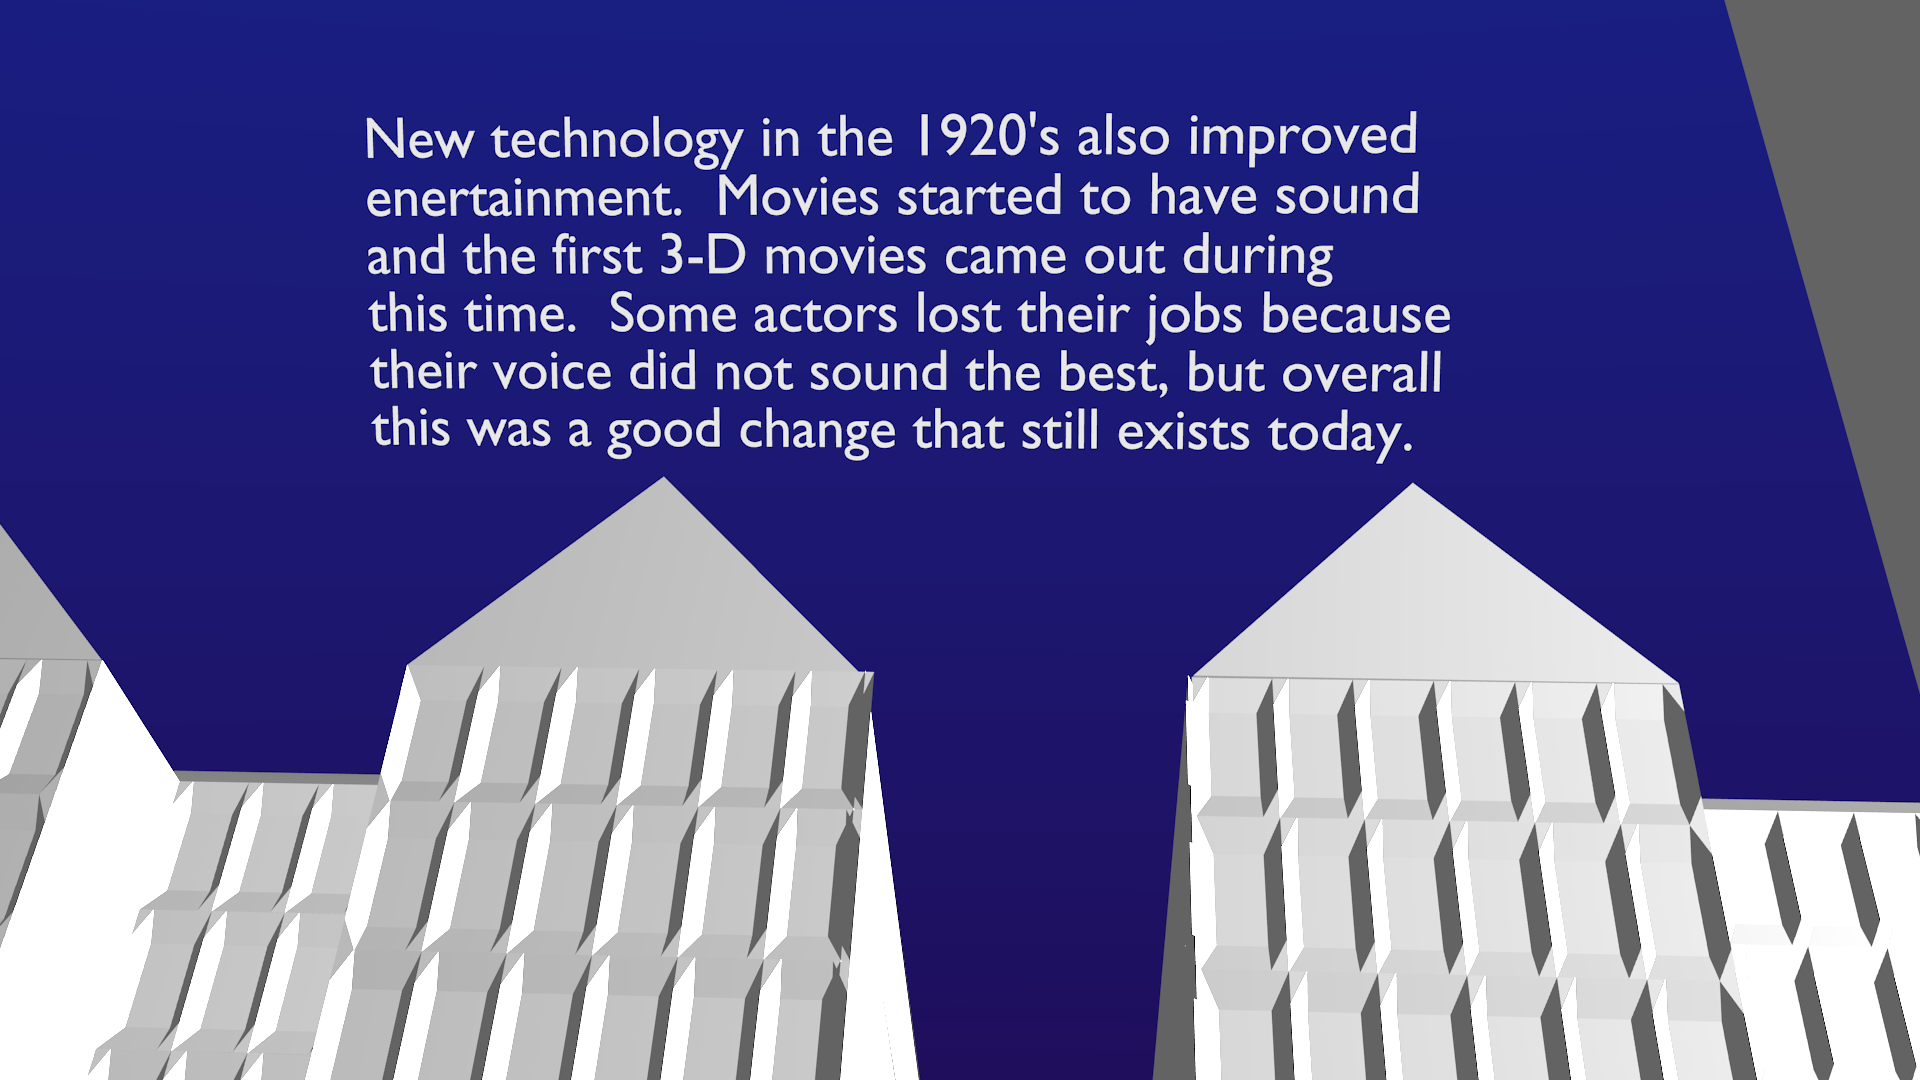 New technology in the 1920's also improved
enertainment.  Movies started to have sound
and the first 3-D movies came out during
this time.  Some actors lost their jobs because
their voice did not sound the best, but overall
this was a good change that still exists today.